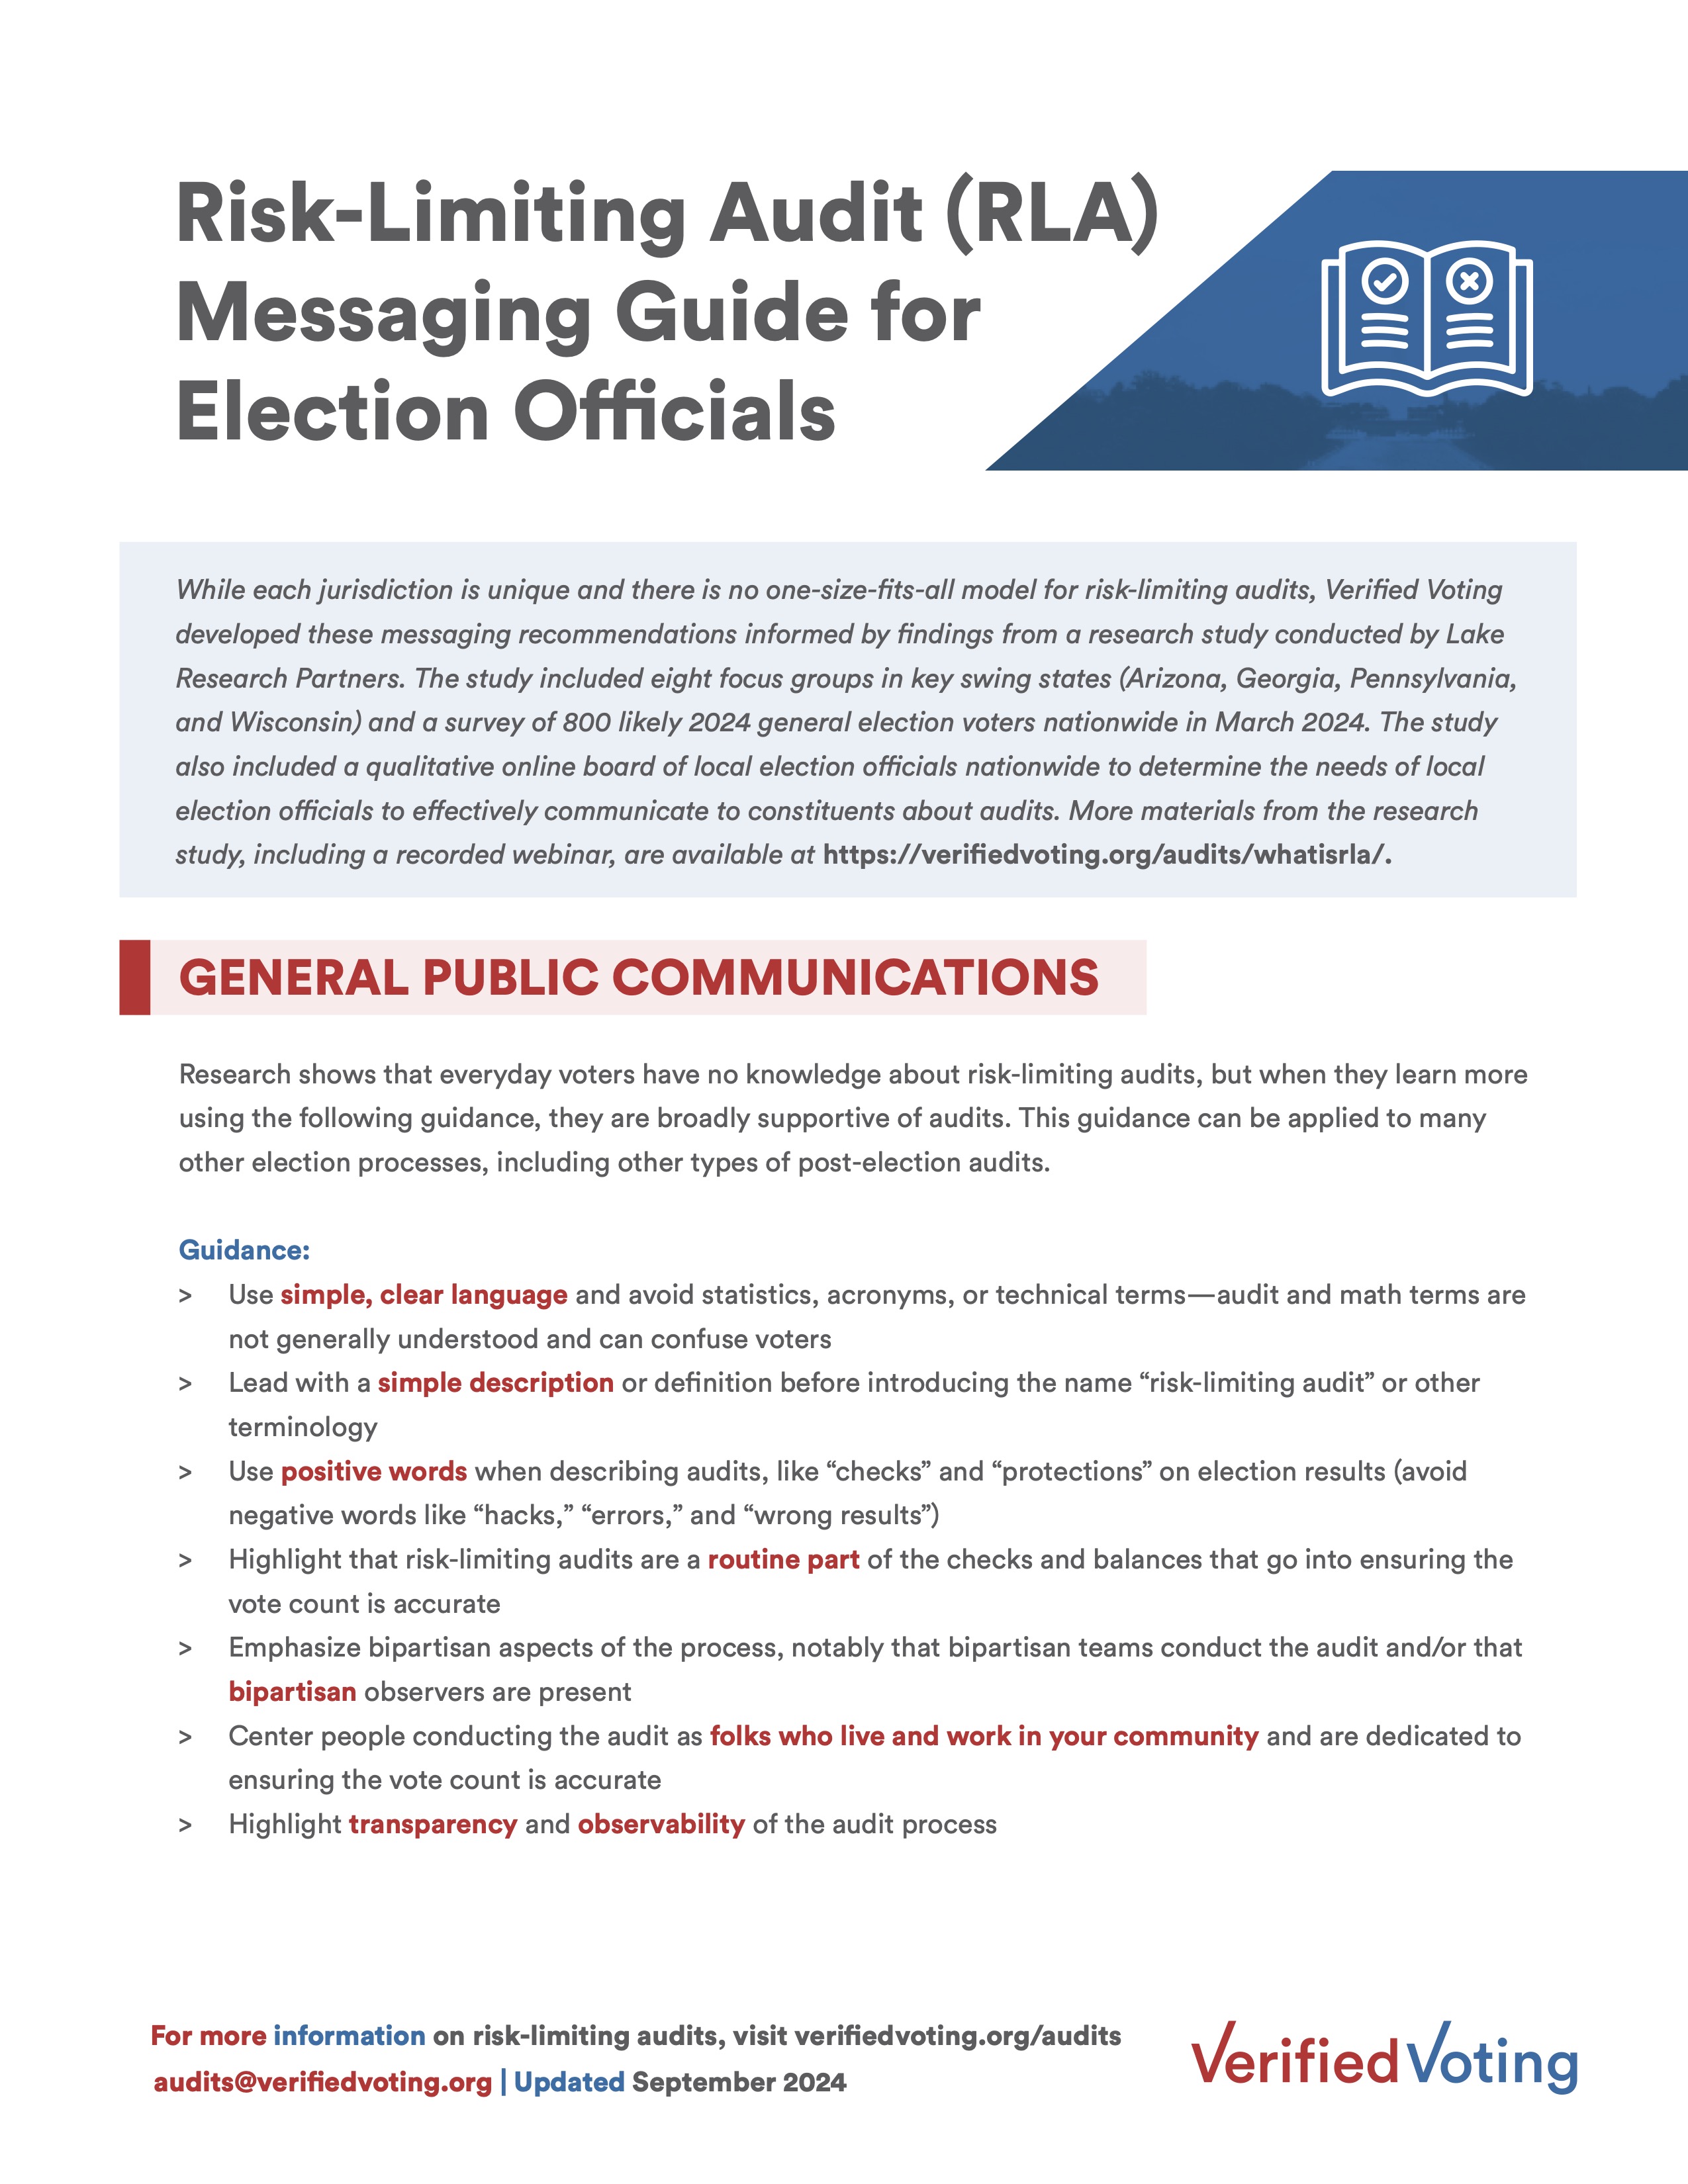 Risk-Limiting Audit (RLA)
Messaging Guide for
Election Officials
While each jurisdiction is unique and there is no one-size-fits-all model for risk-limiting audits, Verified Voting
developed these messaging recommendations informed by findings from a research study conducted by Lake
Research Partners. The study included eight focus groups in key swing states (Arizona, Georgia, Pennsylvania,
and Wisconsin) and a survey of 800 likely 2024 general election voters nationwide in March 2024. The study
also included a qualitative online board of local election officials nationwide to determine the needs of local
election officials to effectively communicate to constituents about audits. More materials from the research
study, including a recorded webinar, are available at https://verifiedvoting.org/audits/whatisrla/.
GENERAL PUBLIC COMMUNICATIONS
Research shows that everyday voters have no knowledge about risk-limiting audits, but when they learn more
using the following guidance, they are broadly supportive of audits. This guidance can be applied to many
other election processes, including other types of post-election audits.
Guidance:
> Use simple, clear language and avoid statistics, acronyms, or technical terms—audit and math terms are
not generally understood and can confuse voters
> Lead with a simple description or definition before introducing the name “risk-limiting audit” or other
terminology
> Use positive words when describing audits, like “checks” and “protections” on election results (avoid
negative words like “hacks,” “errors,” and “wrong results”)
> Highlight that risk-limiting audits are a routine part of the checks and balances that go into ensuring the
vote count is accurate
> Emphasize bipartisan aspects of the process, notably that bipartisan teams conduct the audit and/or that
bipartisan observers are present
> Center people conducting the audit as folks who live and work in your community and are dedicated to
ensuring the vote count is accurate
> Highlight transparency and observability of the audit process
For more information on risk-limiting audits, visit verifiedvoting.org/audits
audits@verifiedvoting.org | Updated September 2024
VerifiedVoting